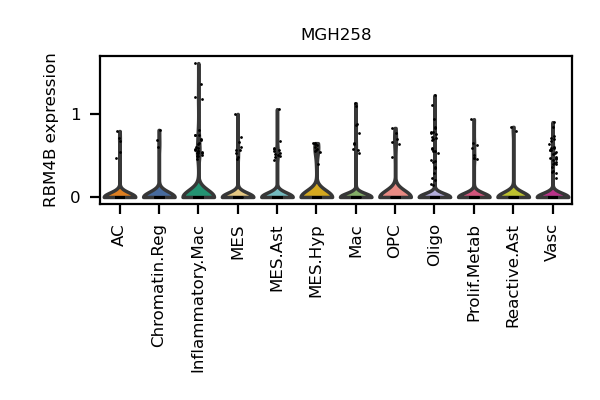 MGH258
RBM4B expression
1
0
AC
Chromatin.Reg
Inflammatory.Mac
MES
MES.Ast
MES.Hyp
Mac
OPC
Oligo
Prolif.Metab
Reactive.Ast
Vasc